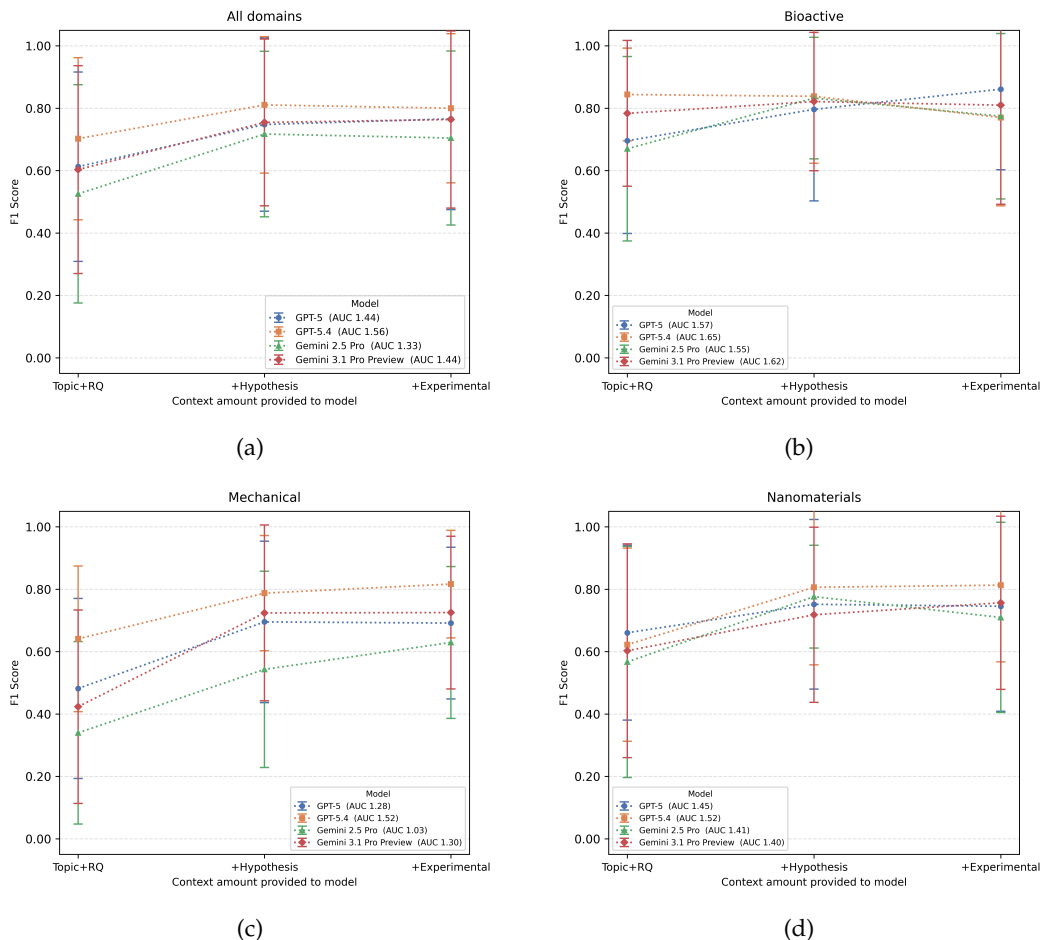 All domains
1.00
0.80
0.60
0.40
0.20
0.00
F1 Score
Model
GPT-5 (AUC 1.44)
GPT-5.4 (AUC 1.56)
Gemini 2.5 Pro (AUC 1.33)
Gemini 3.1 Pro Preview (AUC 1.44)
Topic+RQ
+Hypothesis
+Experimental
Context amount provided to model
(a)
Bioactive
1.00
0.80
0.60
0.40
0.20
0.00
F1 Score
Model
GPT-5 (AUC 1.57)
GPT-5.4 (AUC 1.65)
Gemini 2.5 Pro (AUC 1.55)
Gemini 3.1 Pro Preview (AUC 1.62)
Topic+RQ
+Hypothesis
+Experimental
Context amount provided to model
(b)
Mechanical
1.00
0.80
0.60
0.40
0.20
0.00
F1 Score
Model
GPT-5 (AUC 1.28)
GPT-5.4 (AUC 1.52)
Gemini 2.5 Pro (AUC 1.03)
Gemini 3.1 Pro Preview (AUC 1.30)
Topic+RQ
+Hypothesis
+Experimental
Context amount provided to model
(c)
Nanomaterials
1.00
0.80
0.60
0.40
0.20
0.00
F1 Score
Model
GPT-5 (AUC 1.45)
GPT-5.4 (AUC 1.52)
Gemini 2.5 Pro (AUC 1.41)
Gemini 3.1 Pro Preview (AUC 1.40)
Topic+RQ
+Hypothesis
+Experimental
Context amount provided to model
(d)